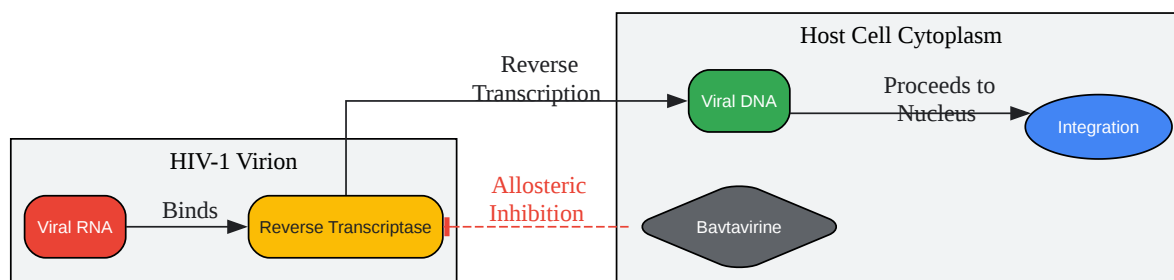 Host Cell Cytoplasm
Reverse
Transcription
Viral DNA
Proceeds to
Nucleus
Integration
HIV-1 Virion
Viral RNA
Binds
Reverse Transcriptase
Allosteric
Inhibition
Bavtavirine